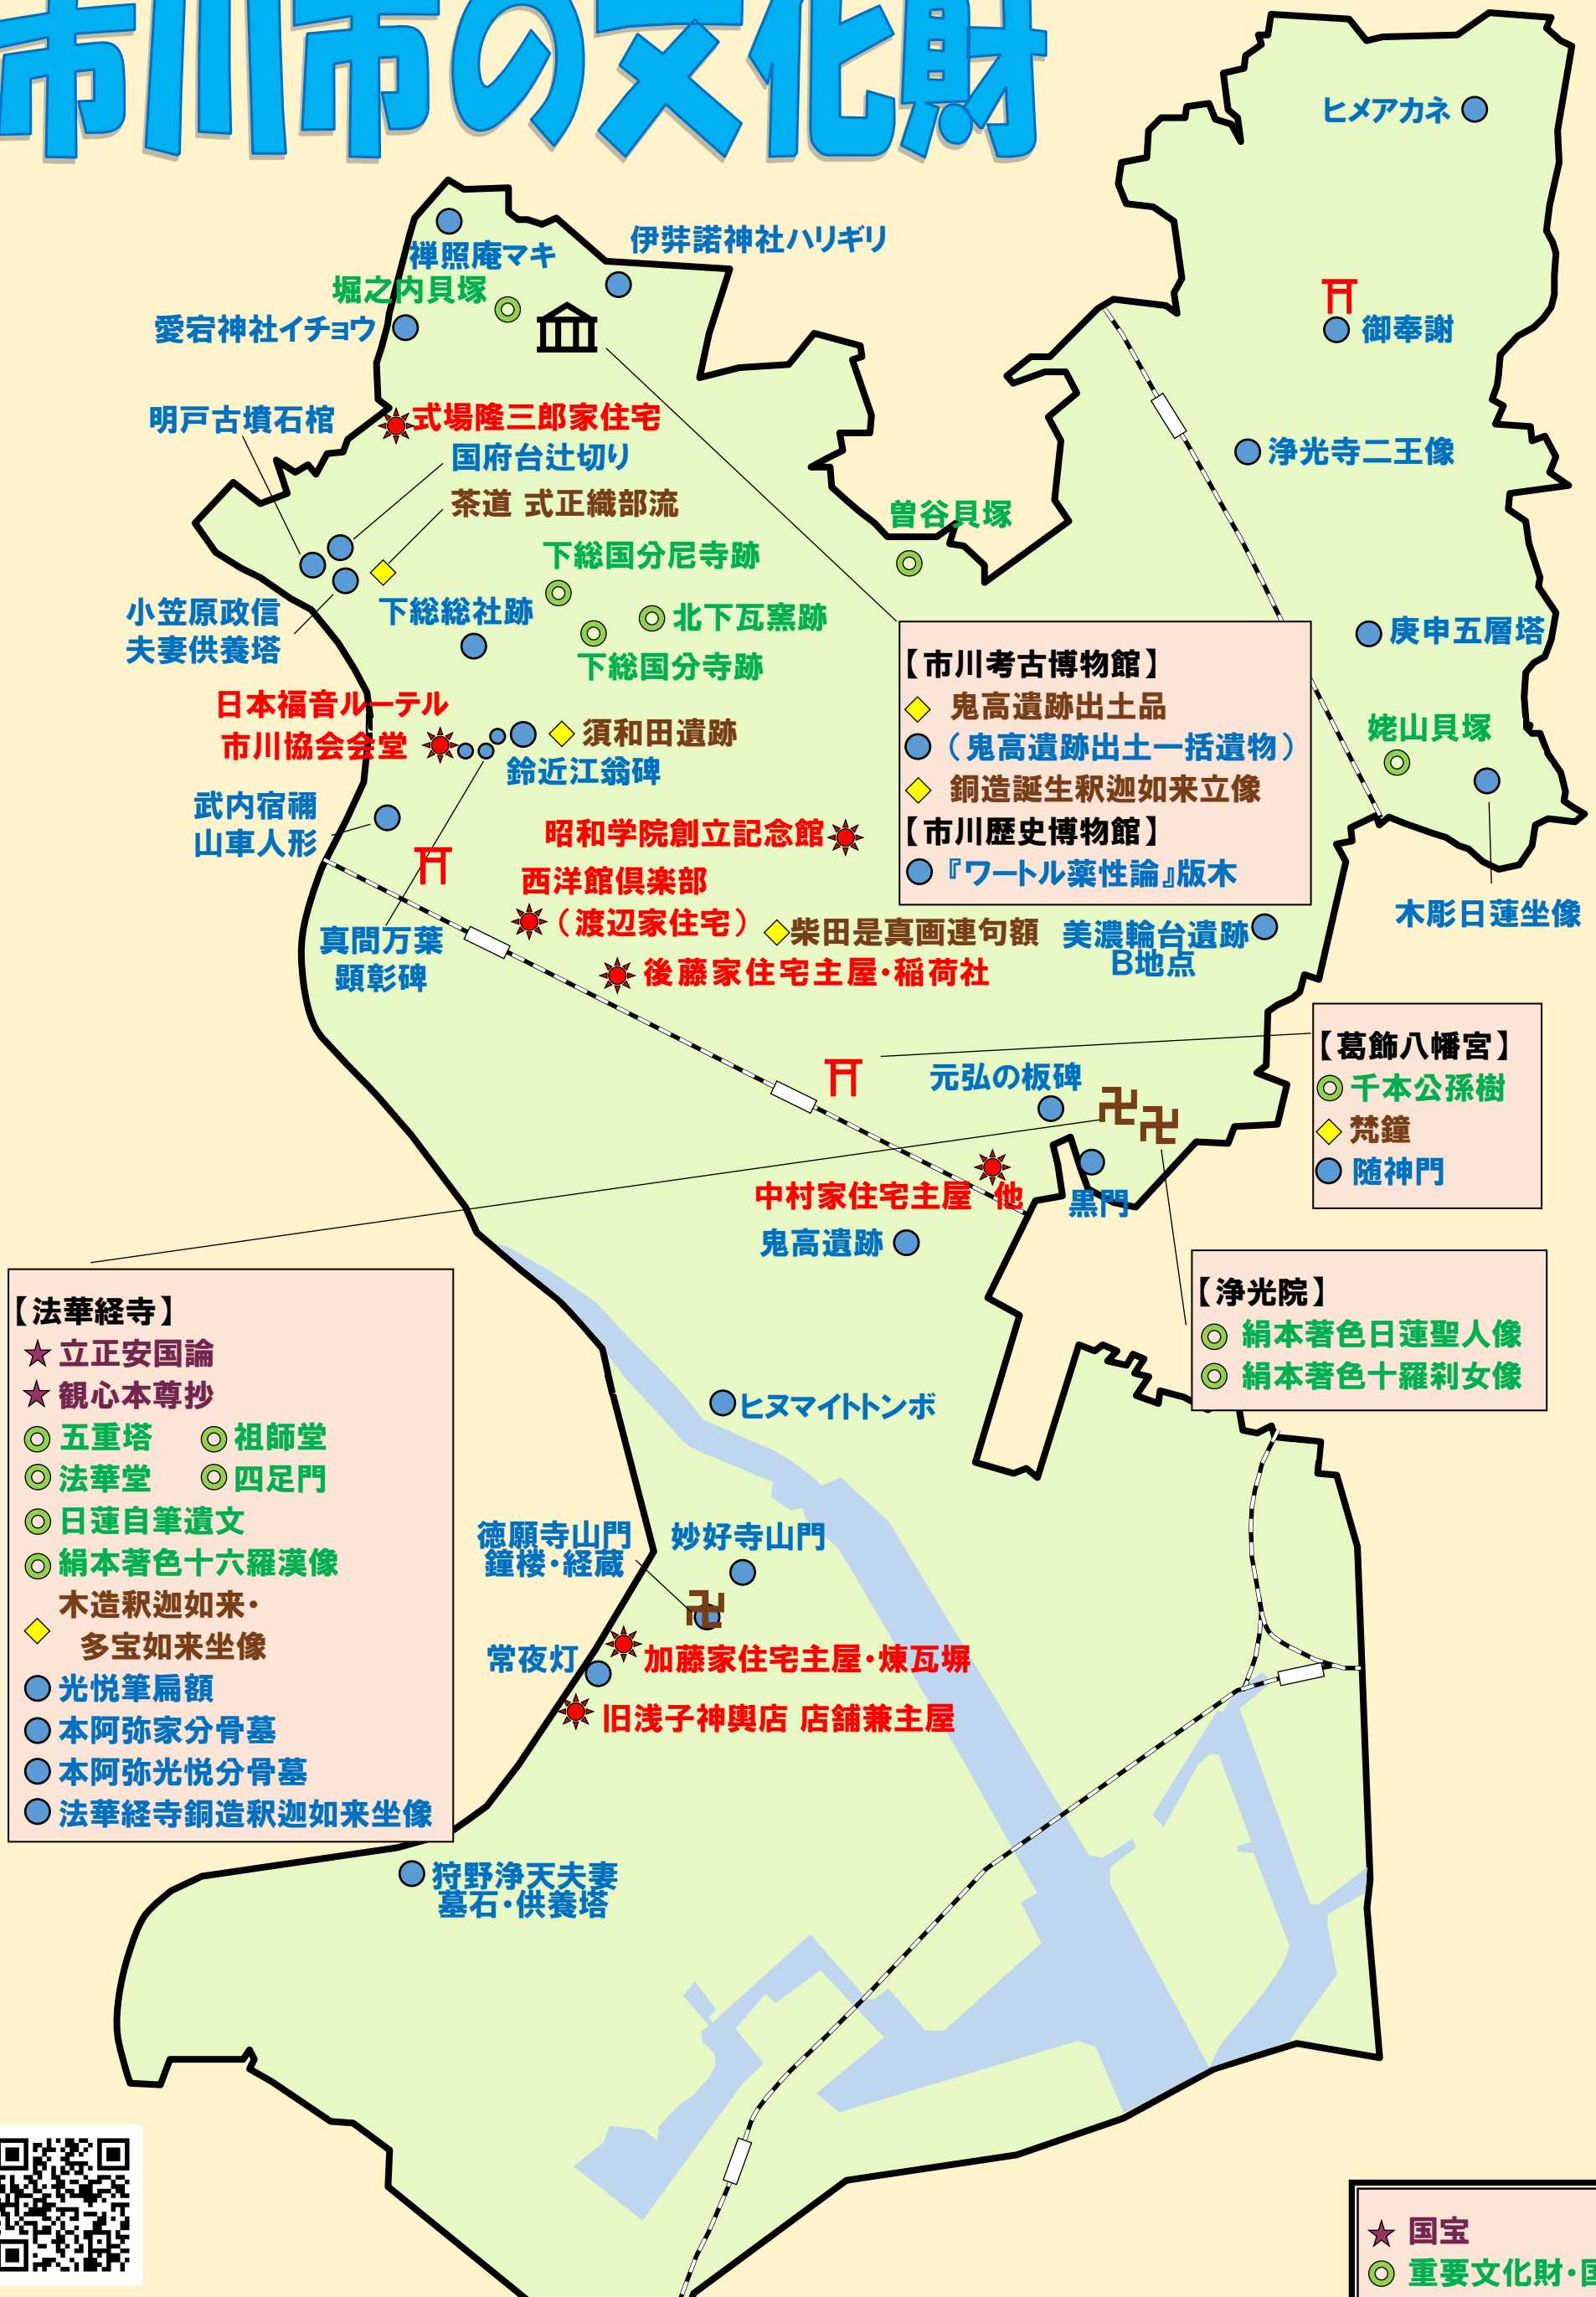 市川市の文化財
ヒメアカネ
禅照庵マキ
伊弉諾神社ハリギリ
堀之内貝塚
愛宕神社イチョウ
御奉謝
明戸古墳石棺
式場隆三郎家住宅
国府台辻切り
浄光寺二王像
茶道 式正織部流
曽谷貝塚
下総国分尼寺跡
小笠原政信
夫妻供養塔
下総総社跡
北下瓦窯跡
下総国分寺跡
庚申五層塔
【市川考古博物館】
鬼高遺跡出土品
（鬼高遺跡出土一括遺物）
銅造誕生釈迦如来立像
【市川歴史博物館】
『ワートル薬性論』版木
日本福音ルーテル
市川協会会堂
須和田遺跡
鈴近江翁碑
姥山貝塚
武内宿禰
山車人形
昭和学院創立記念館
西洋館倶楽部
（渡辺家住宅）
柴田是真画連句額
美濃輪台遺跡
B地点
木彫日蓮坐像
真間万葉
顕彰碑
後藤家住宅主屋・稲荷社
【葛飾八幡宮】
千本公孫樹
梵鐘
随神門
元弘の板碑
中村家住宅主屋 他
黒門
鬼高遺跡
【浄光院】
絹本著色日蓮聖人像
絹本著色十羅刹女像
【法華経寺】
立正安国論
観心本尊抄
五重塔 祖師堂
法華堂 四足門
日蓮自筆遺文
絹本著色十六羅漢像
木造釈迦如来・
多宝如来坐像
光悦筆扁額
本阿弥家分骨墓
本阿弥光悦分骨墓
法華経寺銅造釈迦如来坐像
ヒヌマイトトンボ
徳願寺山門
鐘楼・経蔵
妙好寺山門
常夜灯
加藤家住宅主屋・煉瓦塀
旧浅子神輿店 店舗兼主屋
狩野浄天夫妻
墓石・供養塔
国宝
重要文化財・国